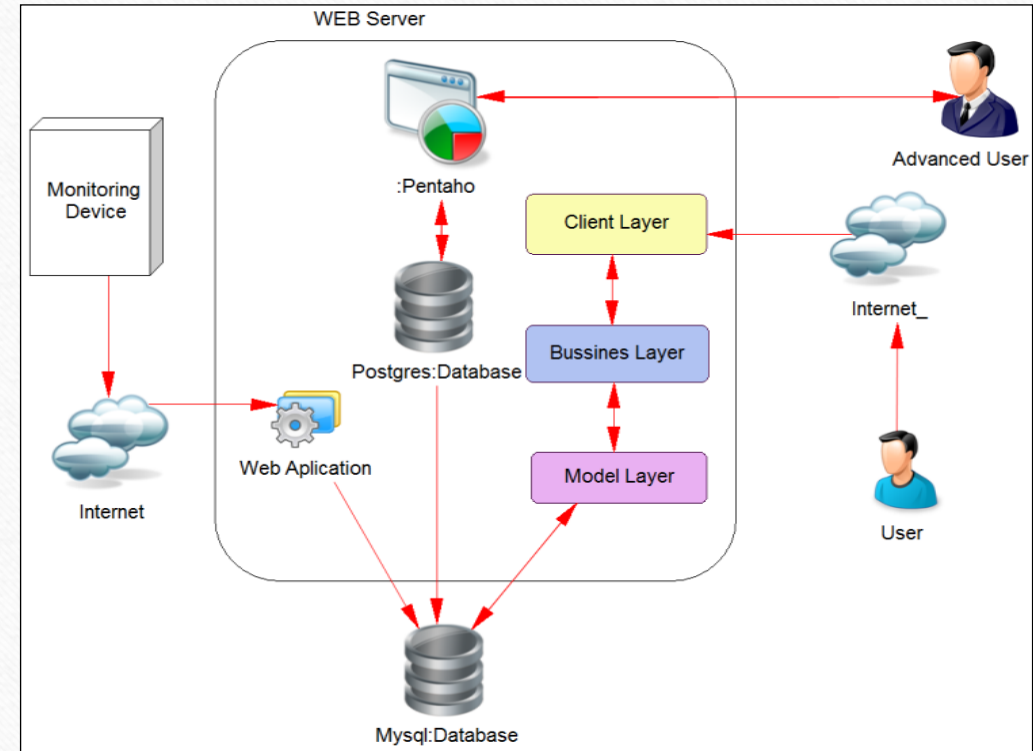 WEB Server
Advanced User
:Pentaho
Monitoring
Device
Client Layer
Internet_
Bussines Layer
Postgres:Database
Web Aplication
Model Layer
Internet
User
Mysql:Database